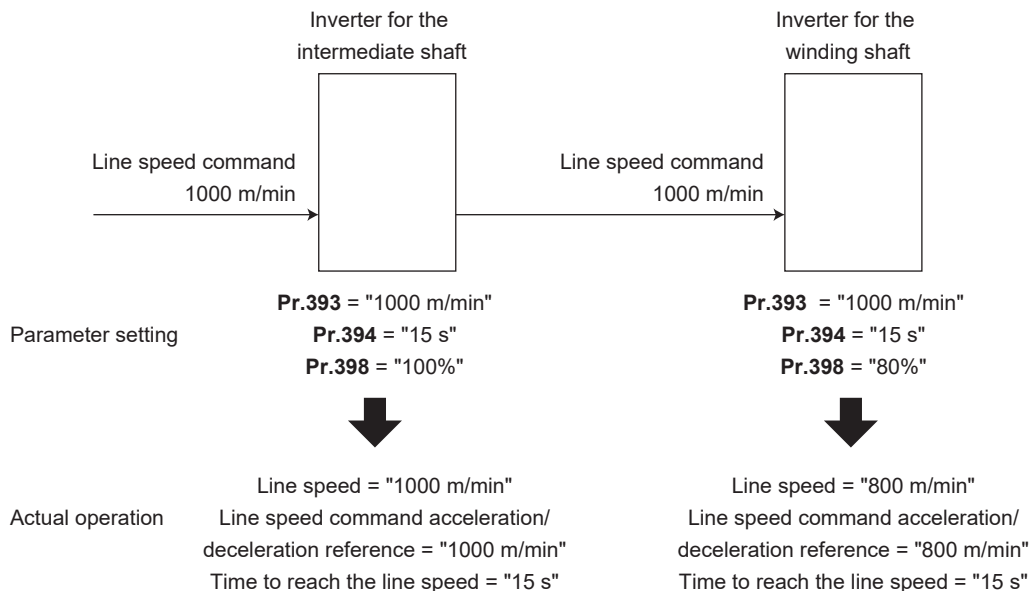 Inverter for the
intermediate shaft
Inverter for the
winding shaft
Line speed command
1000 m/min
Line speed command
1000 m/min
Parameter setting
Pr.393 = "1000 m/min"
Pr.394 = "15 s"
Pr.398 = "100%"
Pr.393 = "1000 m/min"
Pr.394 = "15 s"
Pr.398 = "80%"
Actual operation
Line speed = "1000 m/min"
Line speed command acceleration/
deceleration reference = "1000 m/min"
Time to reach the line speed = "15 s"
Line speed = "800 m/min"
Line speed command acceleration/
deceleration reference = "800 m/min"
Time to reach the line speed = "15 s"